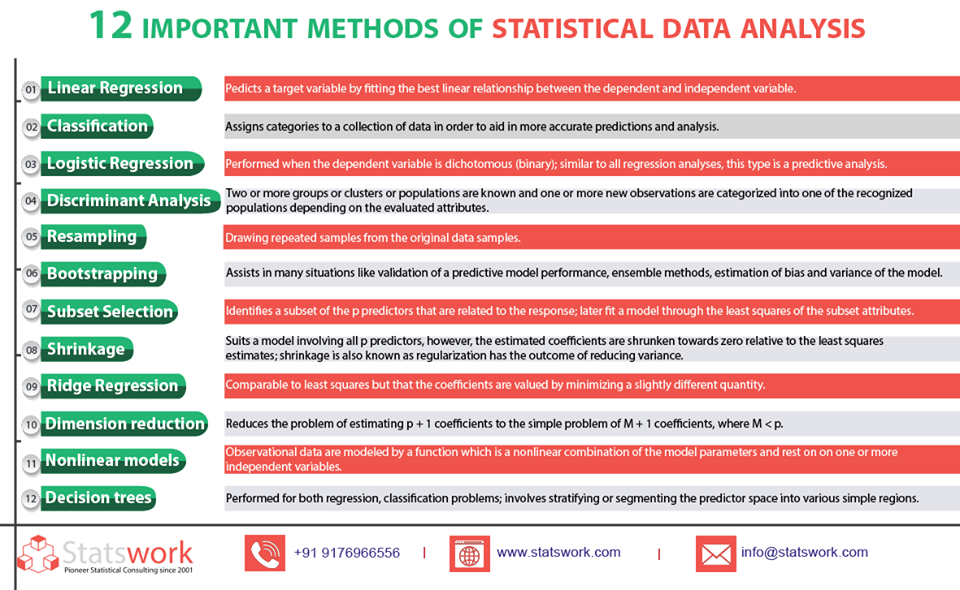 12 IMPORTANT METHODS OF STATISTICAL DATA ANALYSIS
01 Linear Regression
Pedicts a target variable by fitting the best linear relationship between the dependent and independent variable.
02 Classification
Assigns categories to a collection of data in order to aid in more accurate predictions and analysis.
03 Logistic Regression
Performed when the dependent variable is dichotomous (binary); similar to all regression analyses, this type is a predictive analysis.
04 Discriminant Analysis
Two or more groups or clusters or populations are known and one or more new observations are categorized into one of the recognized
populations depending on the evaluated attributes.
05 Resampling
Drawing repeated samples from the original data samples.
06 Bootstrapping
Assists in many situations like validation of a predictive model performance, ensemble methods, estimation of bias and variance of the model.
07 Subset Selection
Identifies a subset of the p predictors that are related to the response; later fit a model through the least squares of the subset attributes.
08 Shrinkage
Suits a model involving all p predictors, however, the estimated coefficients are shrunken towards zero relative to the least squares
estimates; shrinkage is also known as regularization has the outcome of reducing variance.
09 Ridge Regression
Comparable to least squares but that the coefficients are valued by minimizing a slightly different quantity.
10 Dimension reduction
Reduces the problem of estimating p + 1 coefficients to the simple problem of M + 1 coefficients, where M < p.
11 Nonlinear models
Observational data are modeled by a function which is a nonlinear combination of the model parameters and rest on on one or more
independent variables.
12 Decision trees
Performed for both regression, classification problems; involves stratifying or segmenting the predictor space into various simple regions.
Statswork
Pioneer Statistical Consulting since 2001
+91 9176966556 | www.statswork.com | info@statswork.com